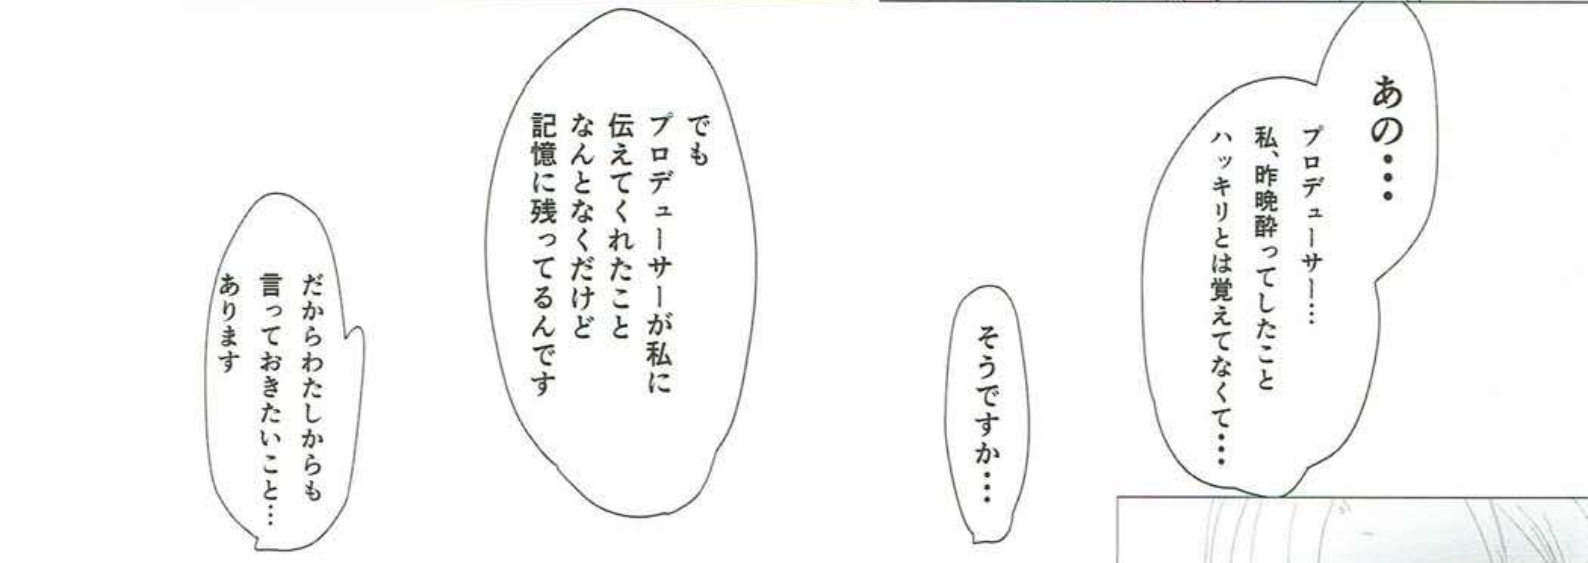 あの・・・
プロデューサー…
私、昨晩酔ってしたこと
ハッキリとは覚えてなくて・・・
そうですか・・・
でも
プロデューサーが私に
伝えてくれたこと
なんとなくだけど
記憶に残ってるんです
だからわたしからも
言っておきたいこと…
あります